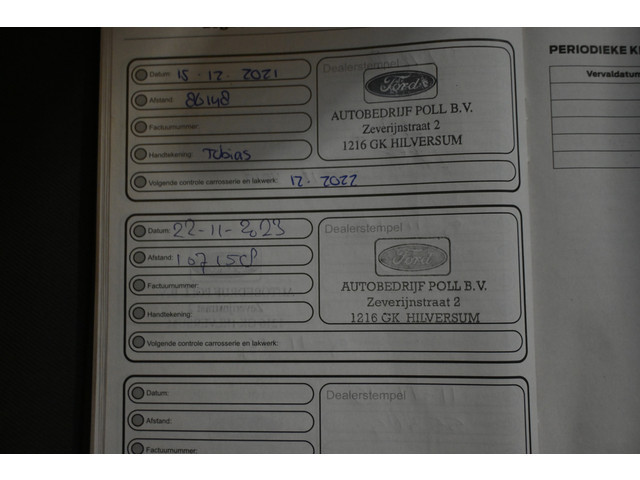 PERIODIEKE
Vervaldatum
Datum: 15-12-2021
Afstand: 86148
Factuurnummer:
Handtekening: Tobias
Volgende controle carrosserie en lakwerk: 12-2022
Dealerstempel
Ford
AUTOBEDRIJF POLL B.V.
Zeverijnstraat 2
1216 GK HILVERSUM
Datum: 22-11-2023
Afstand:
Factuurnummer:
Handtekening:
Volgende controle carrosserie en lakwerk:
Dealerstempel
Ford
AUTOBEDRIJF POLL B.V.
Zeverijnstraat 2
1216 GK HILVERSUM
Datum:
Afstand:
Factuurnummer:
Dealerstempel